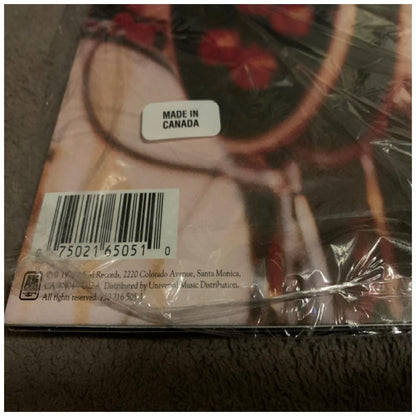 MADE IN
CANADA
0 75021 65051 0
Records, 2220 Colorado Avenue, Santa Monica,
CA Distributed by Universal Music Distribution.
All rights reserved.